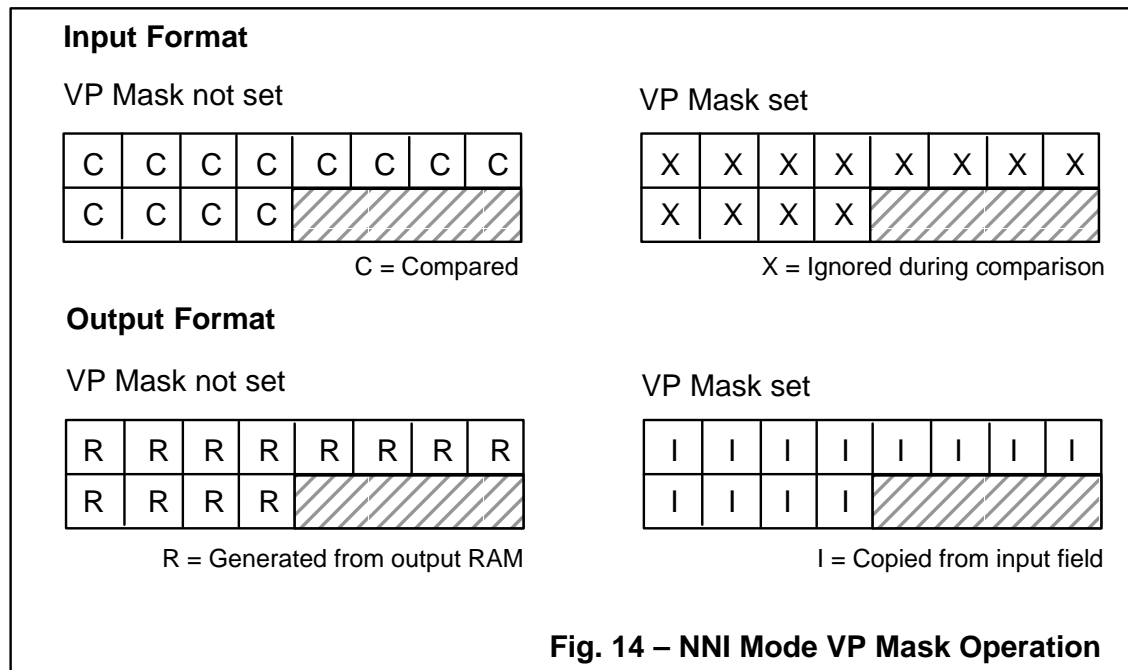 Input Format
VP Mask not set
C C C C C C C C
C C C C
C = Compared
VP Mask set
X X X X X X X X
X X X X
X = Ignored during comparison
Output Format
VP Mask not set
R R R R R R R R
R R R R
R = Generated from output RAM
VP Mask set
I I I I I I I I
I I I I
I = Copied from input field
Fig. 14 – NNI Mode VP Mask Operation